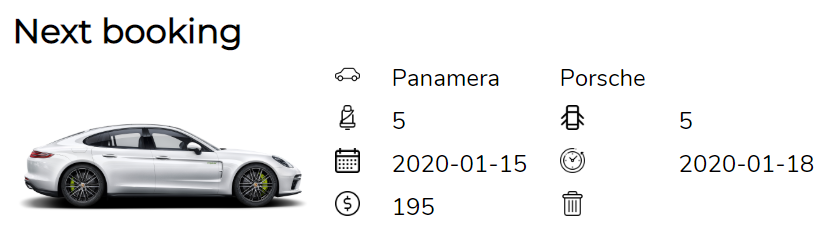 Next booking
Panamera Porsche
5 5
2020-01-15 2020-01-18
195